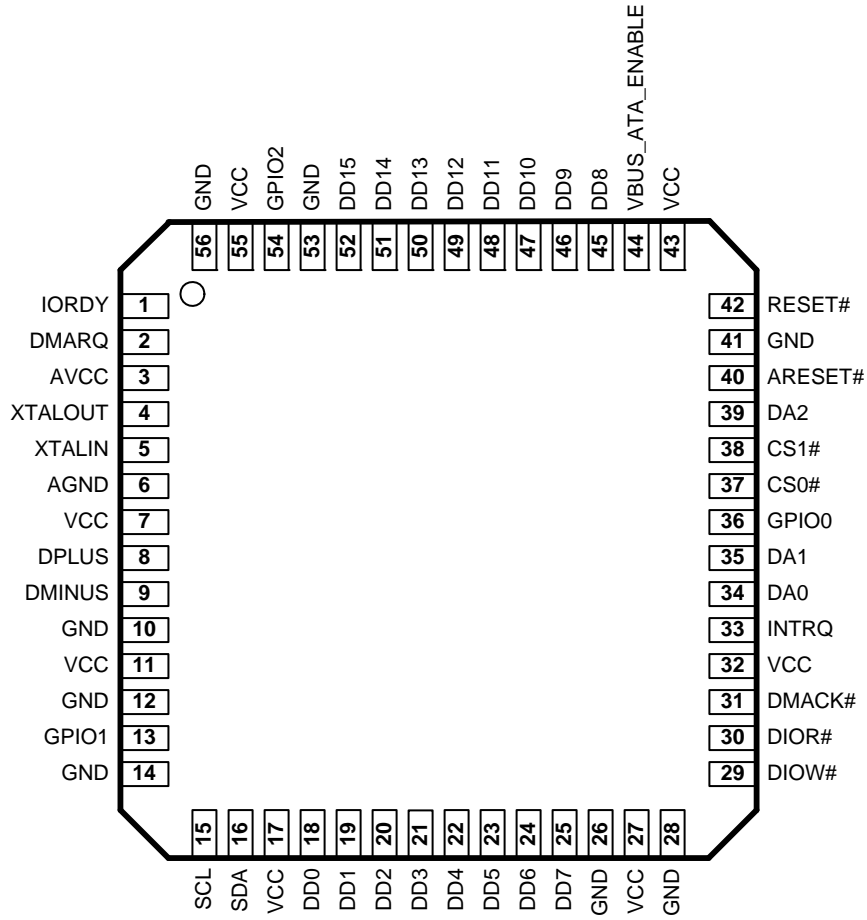 VBUS_ATA_ENABLE
GND
VCC
GPIO2
GND
DD15
DD14
DD13
DD12
DD11
DD10
DD9
DD8
VCC
56
55
54
53
52
51
50
49
48
47
46
45
44
43
IORDY 1
DMARQ 2
AVCC 3
XTALOUT 4
XTALIN 5
AGND 6
VCC 7
DPLUS 8
DMINUS 9
GND 10
VCC 11
GND 12
GPIO1 13
GND 14
42 RESET#
41 GND
40 ARESET#
39 DA2
38 CS1#
37 CS0#
36 GPIO0
35 DA1
34 DA0
33 INTRQ
32 VCC
31 DMACK#
30 DIOR#
29 DIOW#
15
16
17
18
19
20
21
22
23
24
25
26
27
28
SCL
SDA
VCC
DD0
DD1
DD2
DD3
DD4
DD5
DD6
DD7
GND
VCC
GND